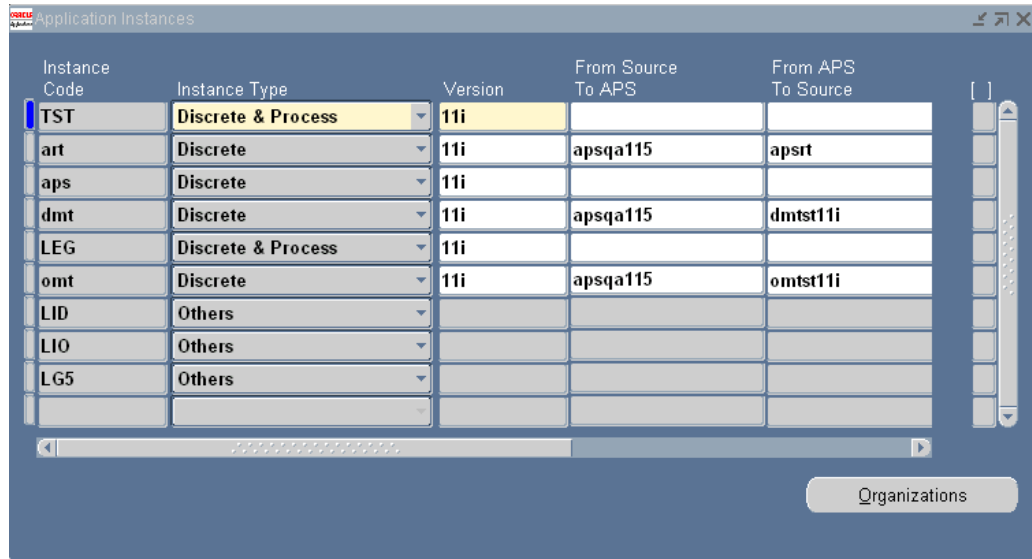 ORACLE
Applications
Application Instances
Instance Code Instance Type Version From Source To APS From APS To Source [ ]
TST Discrete & Process 11i
art Discrete 11i apsqa115 apsrt
aps Discrete 11i
dmt Discrete 11i apsqa115 dmtst11i
LEG Discrete & Process 11i
omt Discrete 11i apsqa115 omtst11i
LID Others
LIO Others
LG5 Others
Organizations